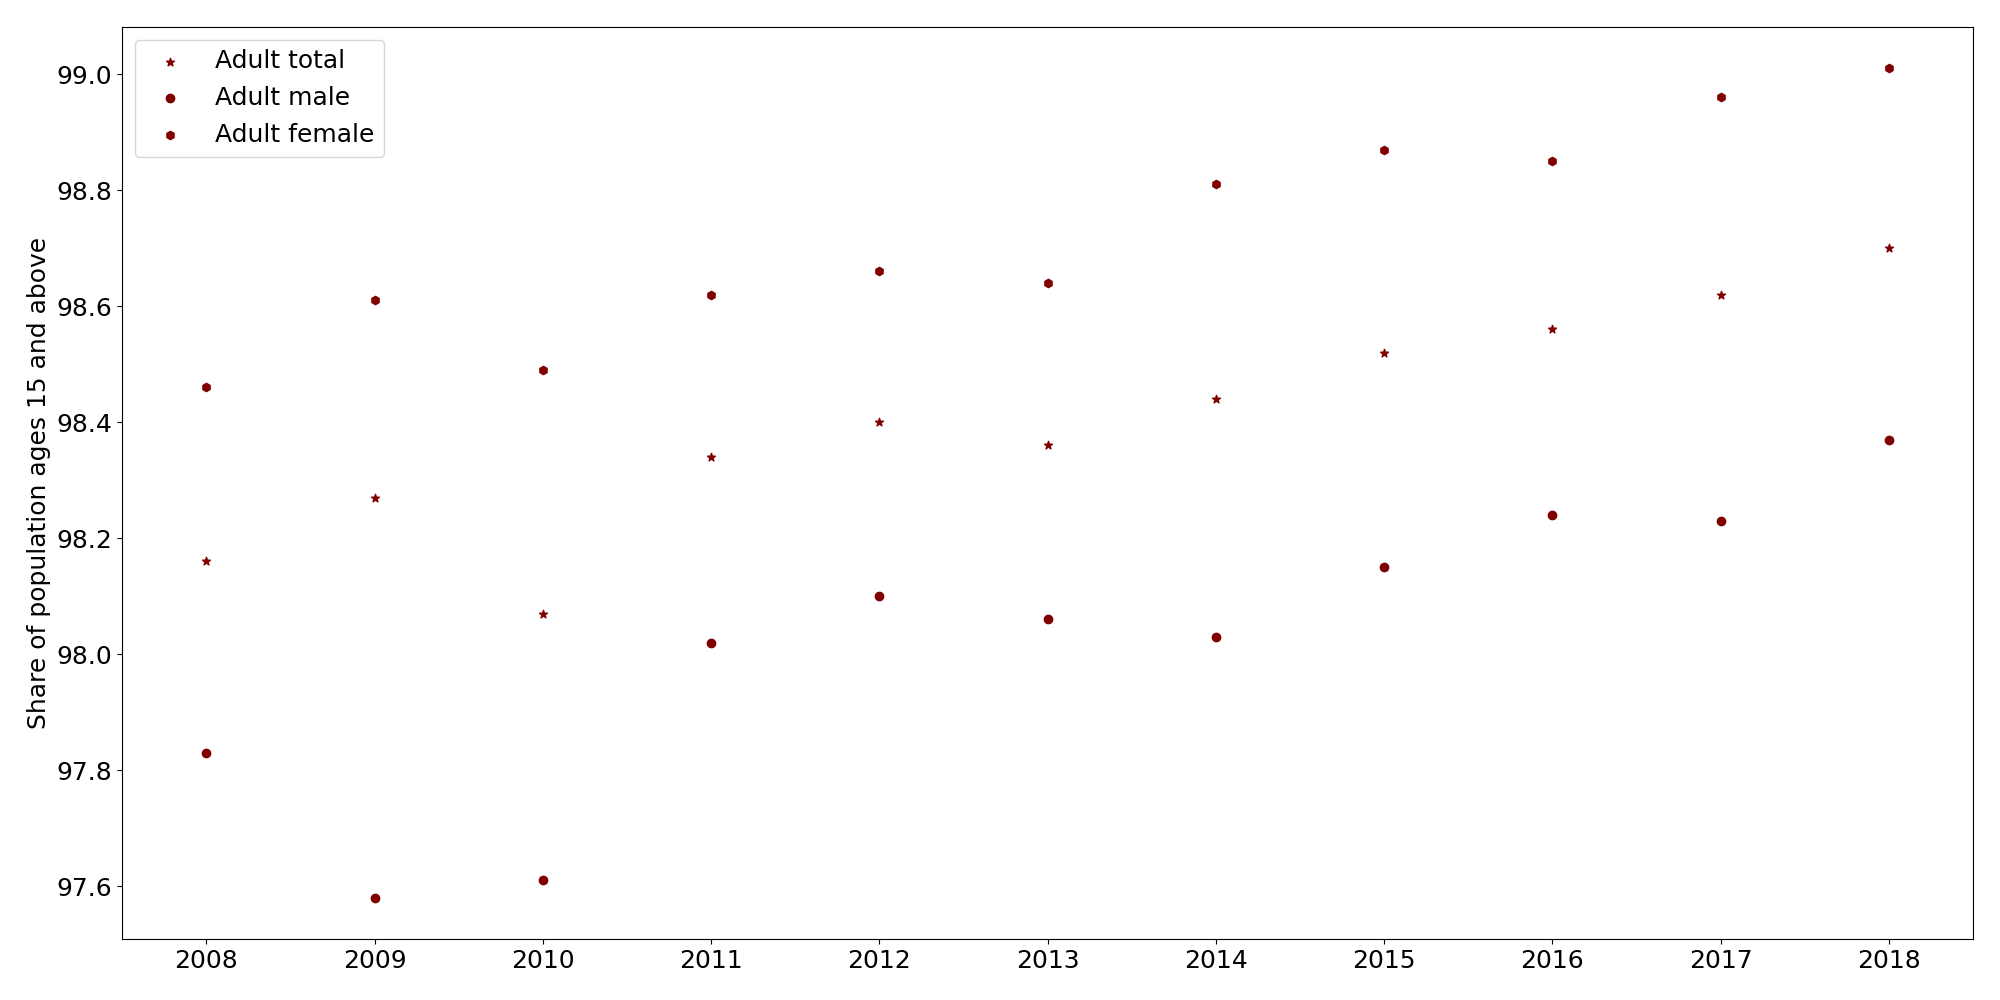 Adult total
Adult male
Adult female
Share of population ages 15 and above
99.0
98.8
98.6
98.4
98.2
98.0
97.8
97.6
2008 2009 2010 2011 2012 2013 2014 2015 2016 2017 2018